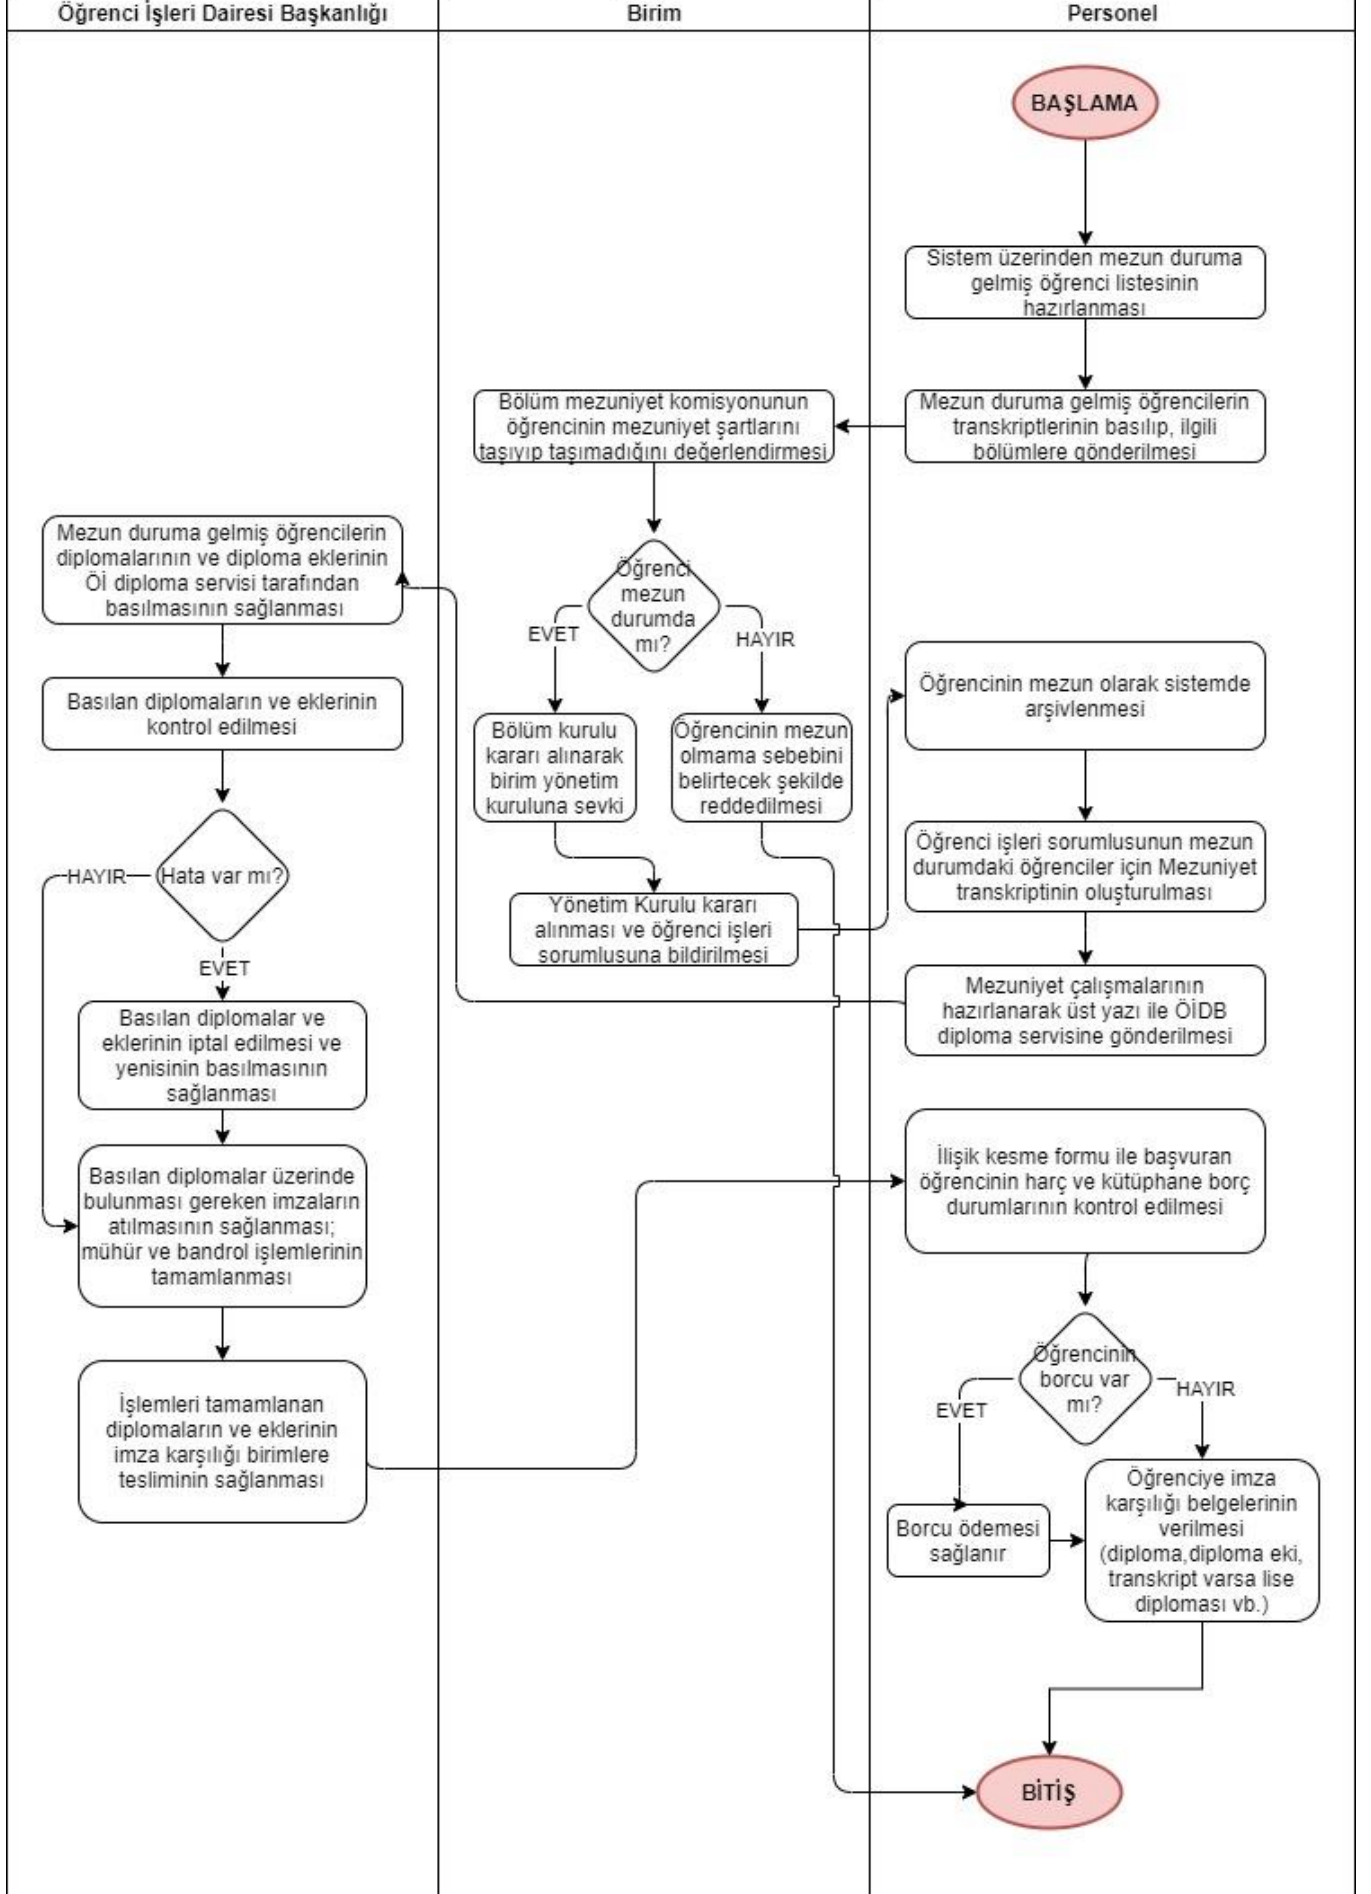 Öğrenci İşleri Dairesi Başkanlığı
Birim
Personel
BAŞLAMA
Sistem üzerinden mezun duruma
gelmiş öğrenci listesinin
hazırlanması
Mezun duruma gelmiş öğrencilerin
transkriptlerinin basılıp, ilgili
bölümlere gönderilmesi
Bölüm mezuniyet komisyonunun
öğrencinin mezuniyet şartlarını
taşıyıp taşımadığını değerlendirmesi
Öğrenci
mezun
durumda
mı?
EVET
HAYIR
Bölüm kurulu
kararı alınarak
birim yönetim
kuruluna sevki
Öğrencinin mezun
olmama sebebini
belirtecek şekilde
reddedilmesi
Yönetim Kurulu kararı
alınması ve öğrenci işleri
sorumlusuna bildirilmesi
Öğrencinin mezun olarak sistemde
arşivlenmesi
Öğrenci işleri sorumlusunun mezun
durumdaki öğrenciler için Mezuniyet
transkriptinin oluşturulması
Mezuniyet çalışmalarının
hazırlanarak üst yazı ile ÖİDB
diploma servisine gönderilmesi
Mezun duruma gelmiş öğrencilerin
diplomalarının ve diploma eklerinin
Öİ diploma servisi tarafından
basılmasının sağlanması
Basılan diplomaların ve eklerinin
kontrol edilmesi
Hata var mı?
HAYIR
EVET
Basılan diplomalar ve
eklerinin iptal edilmesi ve
yenisinin basılmasının
sağlanması
Basılan diplomalar üzerinde
bulunması gereken imzaların
atılmasının sağlanması;
mühür ve bandrol işlemlerinin
tamamlanması
İşlemleri tamamlanan
diplomaların ve eklerinin
imza karşılığı birimlere
tesliminin sağlanması
İlişik kesme formu ile başvuran
öğrencinin harç ve kütüphane borç
durumlarının kontrol edilmesi
Öğrencinin
borcu var
mı?
EVET
HAYIR
Borcu ödemesi
sağlanır
Öğrenciye imza
karşılığı belgelerinin
verilmesi
(diploma,diploma eki,
transkript varsa lise
diploması vb.)
BİTİŞ